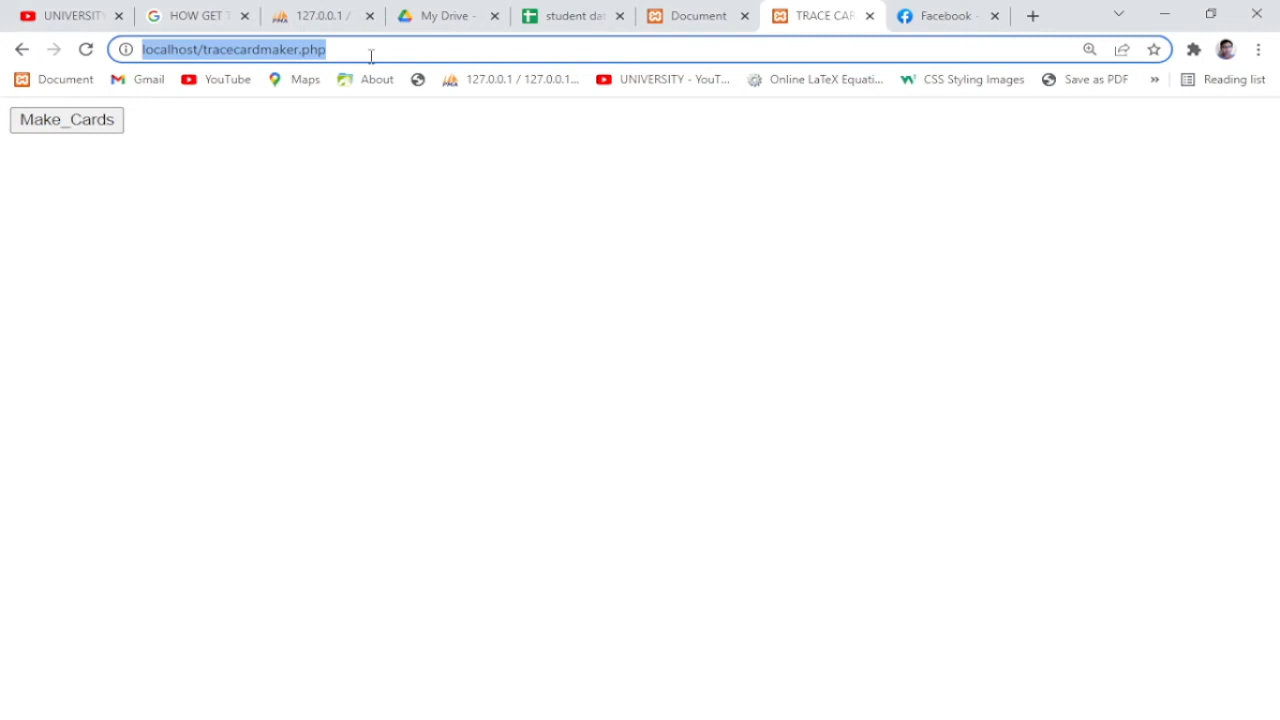 UNIVERSIT
HOW GET T
127.0.0.1 /
My Drive -
student dat
Document
TRACE CAR
Facebook -
localhost/tracecardmaker.php
Document
Gmail
YouTube
Maps
About
127.0.0.1 / 127.0.0.1...
UNIVERSITY - YouT...
Online LaTeX Equati...
CSS Styling Images
Save as PDF
»
Reading list
Make_Cards